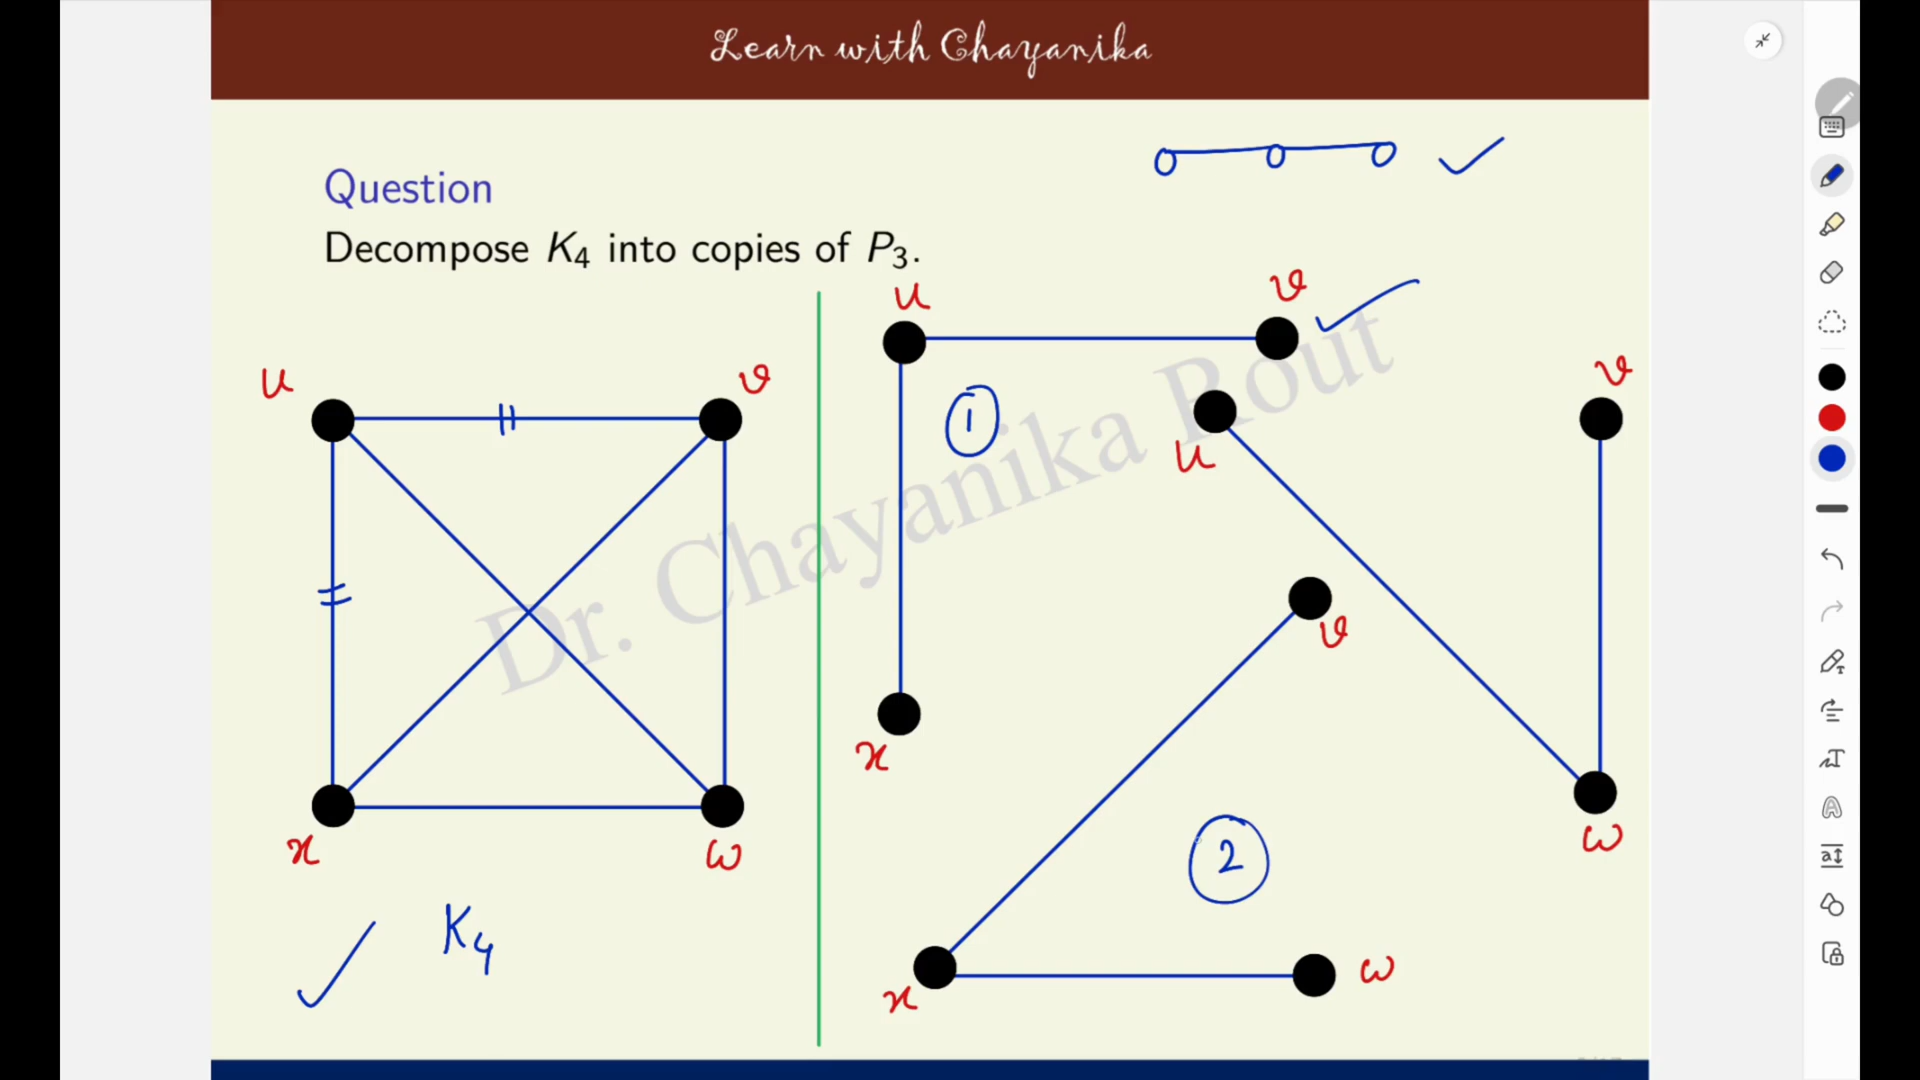 Learn with Chayanika
Question
Decompose K₄ into copies of P₃.
u
v
x
w
K₄
u
v
x
1
u
v
w
v
x
w
2
Dr. Chayanika Rout